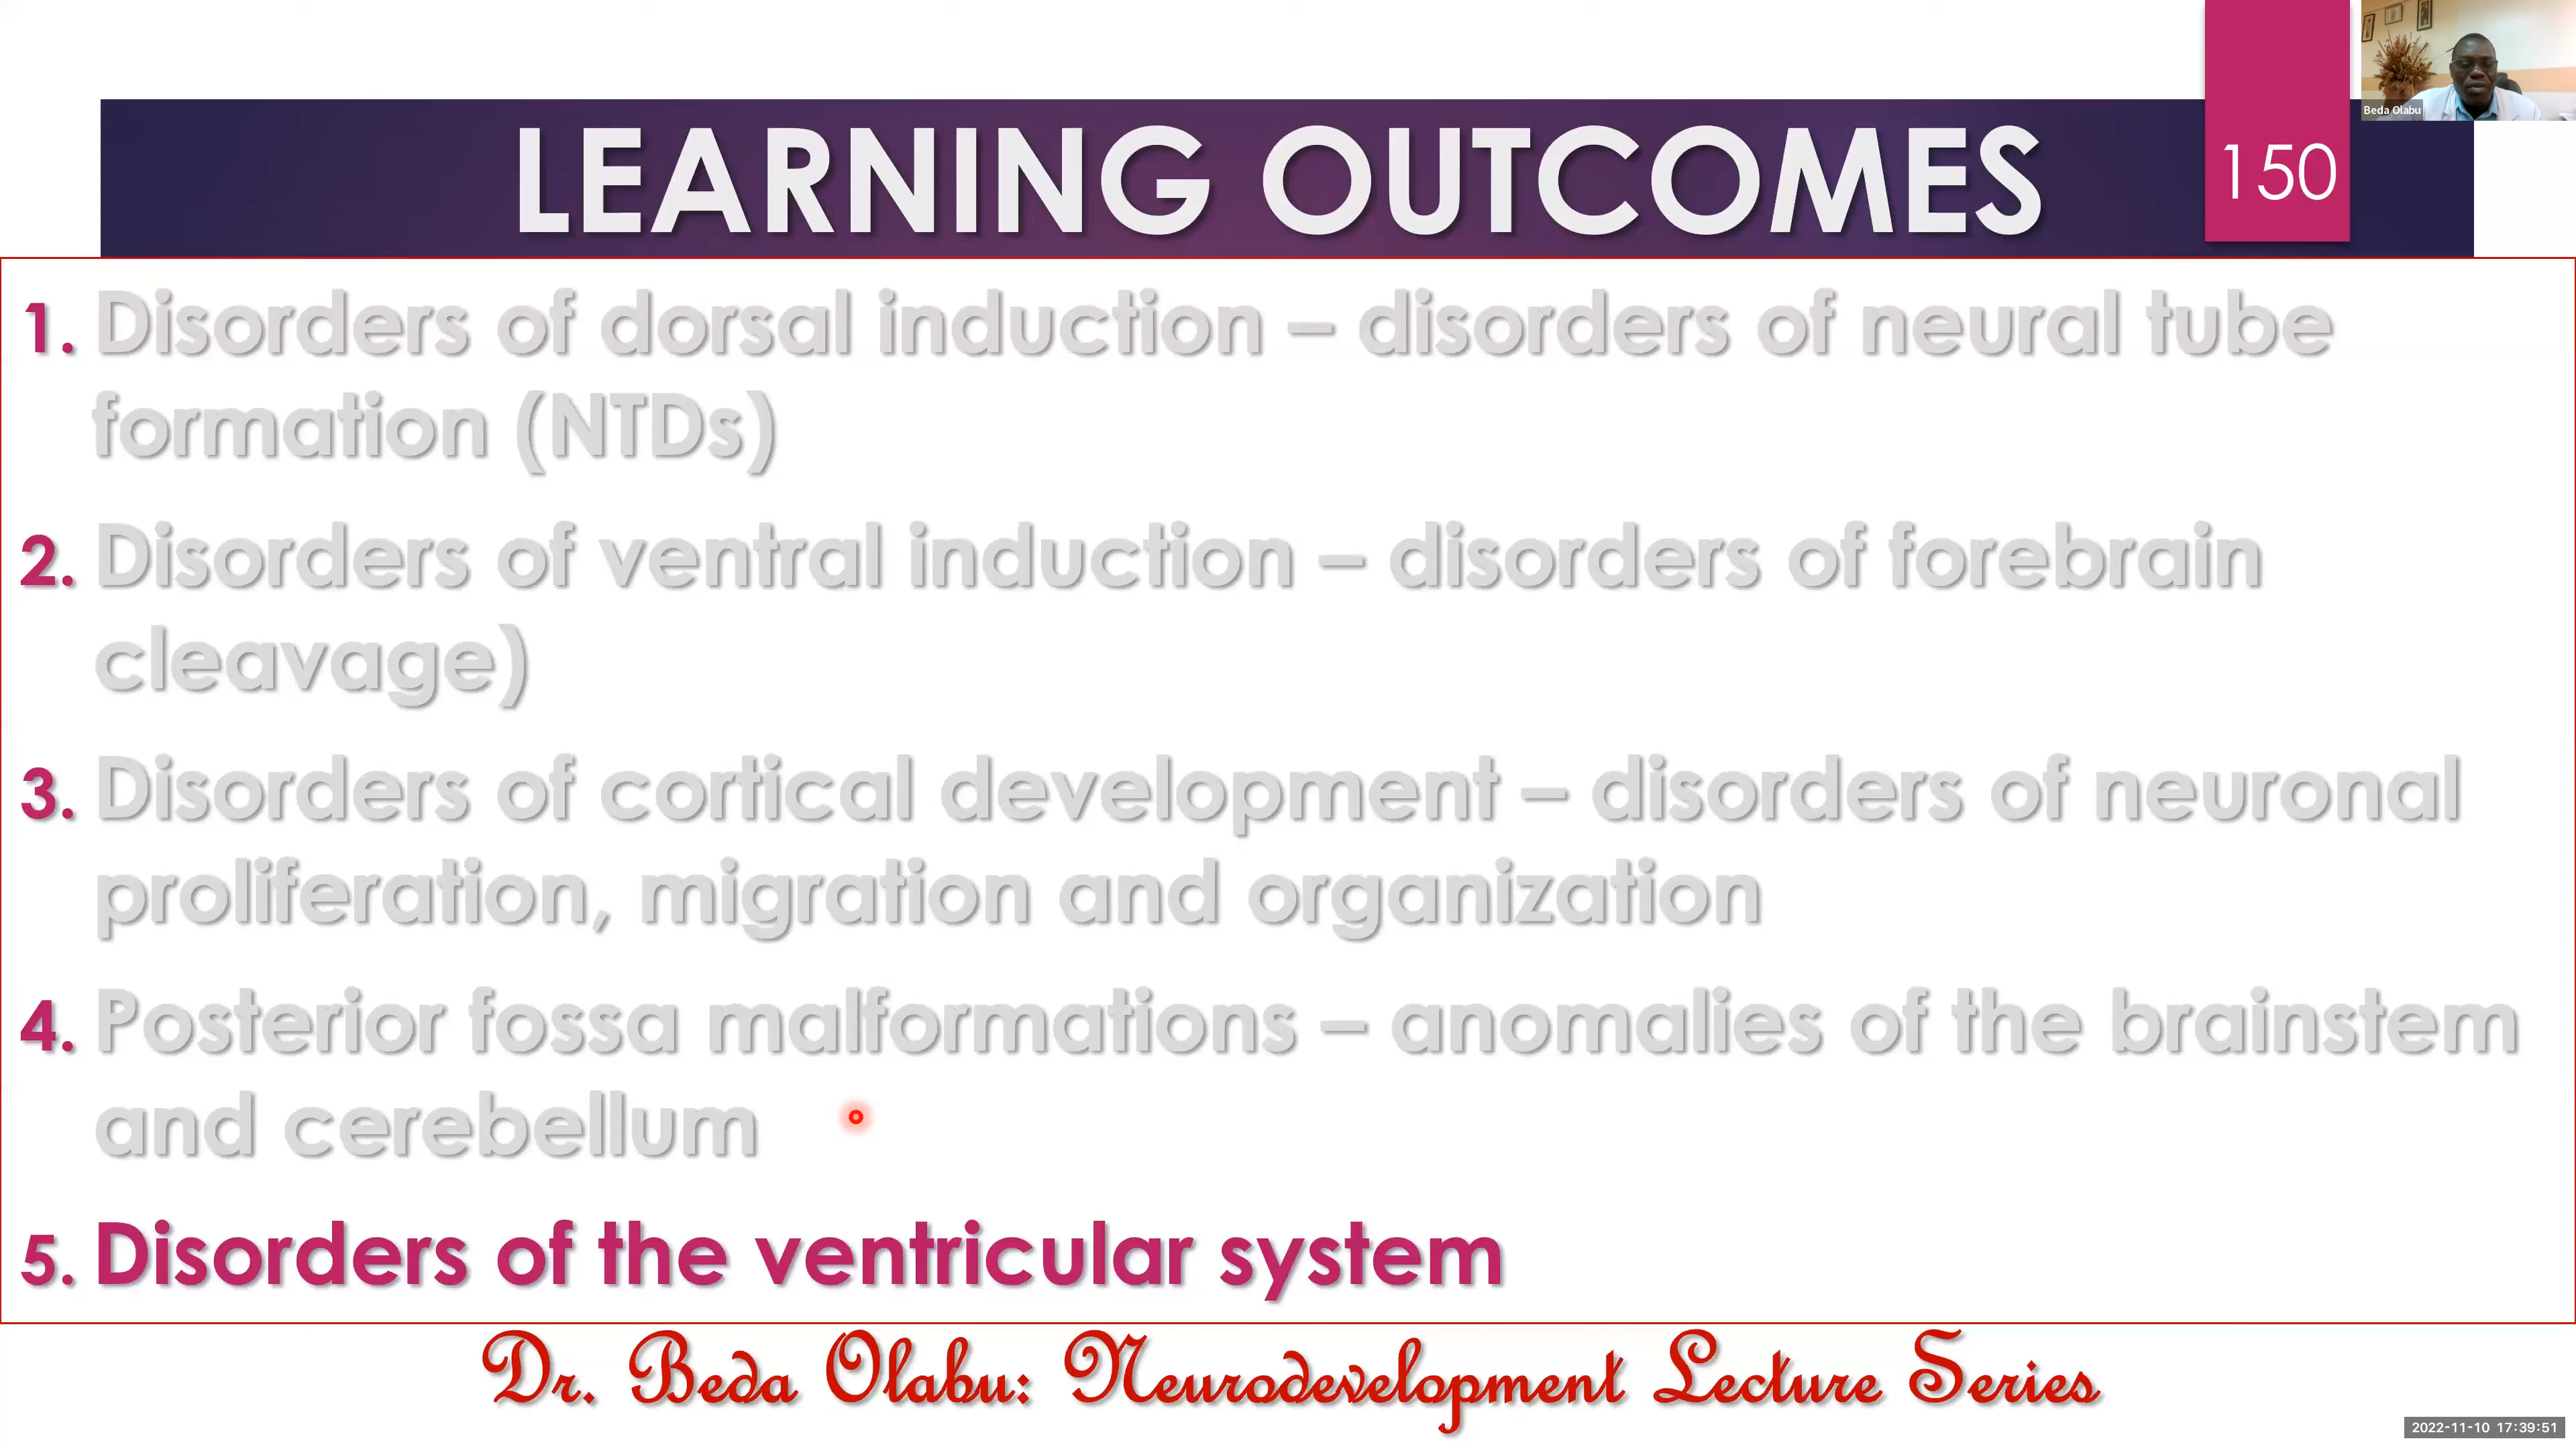 LEARNING OUTCOMES
150
Beda Olabu
1. Disorders of dorsal induction – disorders of neural tube
formation (NTDs)
2. Disorders of ventral induction – disorders of forebrain
cleavage)
3. Disorders of cortical development – disorders of neuronal
proliferation, migration and organization
4. Posterior fossa malformations – anomalies of the brainstem
and cerebellum
5. Disorders of the ventricular system
Dr. Beda Olabu: Neurodevelopment Lecture Series
2022-11-10 17:39:51